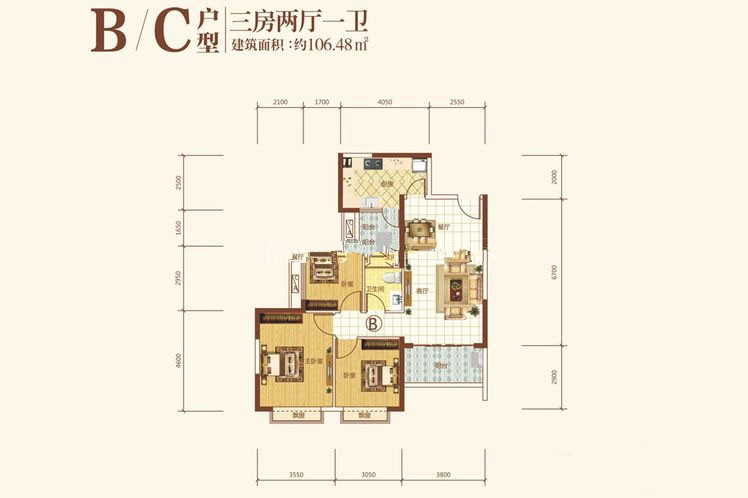 B/C户型
三房两厅一卫
建筑面积:约106.48㎡
2100 1700 4050 2550
2500
1650
2950
4600
2000
6700
2900
厨房
阳台
餐厅
阳台
餐厅
卧室
卫生间
客厅
B
主卧室
卧室
阳台
飘窗
飘窗
3550 3050 3800